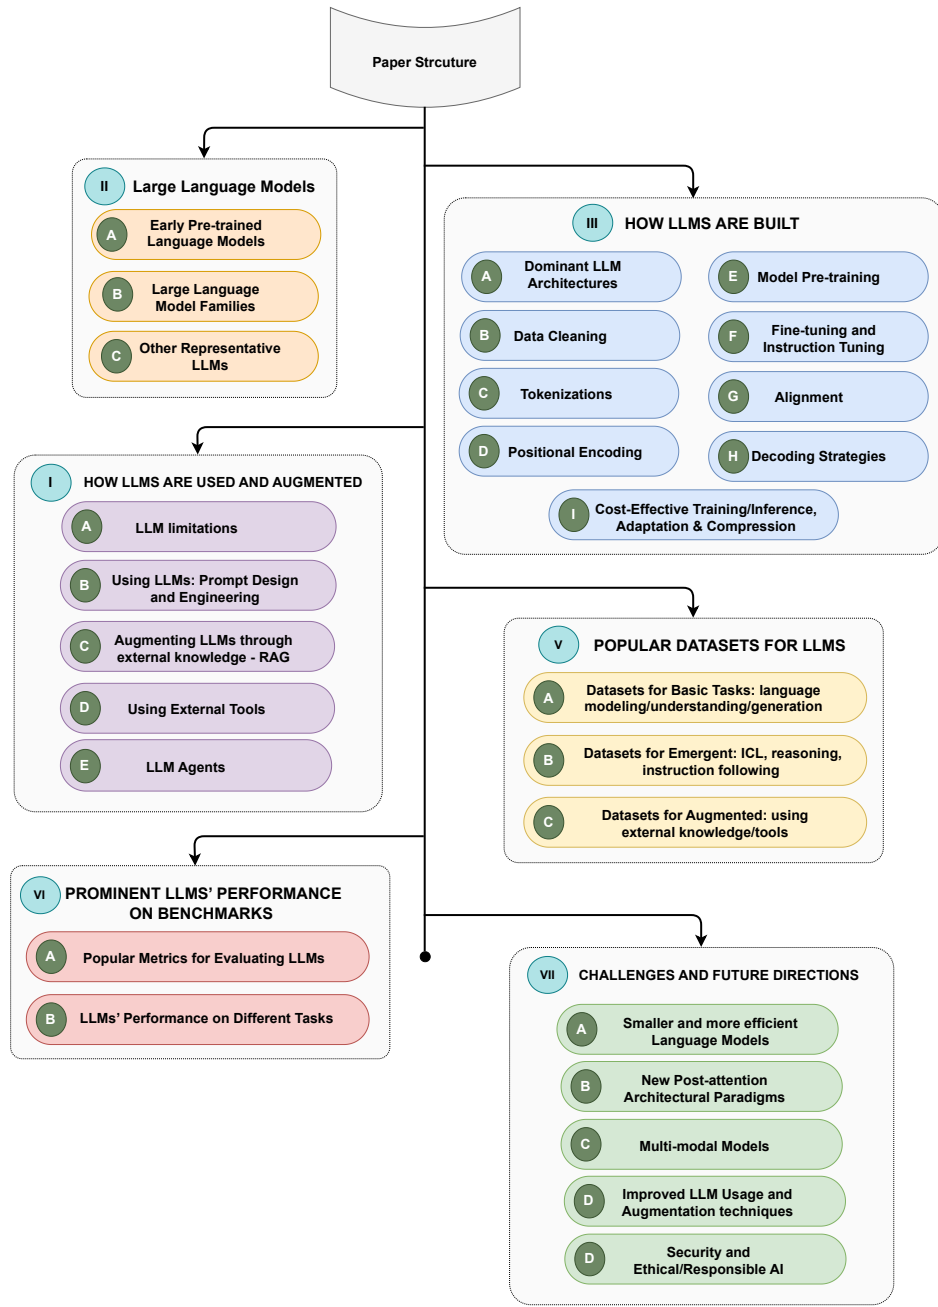 Paper Strcuture
II
Large Language Models
A
Early Pre-trained
Language Models
B
Large Language
Model Families
C
Other Representative
LLMs
III
HOW LLMS ARE BUILT
A
Dominant LLM
Architectures
B
Data Cleaning
C
Tokenizations
D
Positional Encoding
E
Model Pre-training
F
Fine-tuning and
Instruction Tuning
G
Alignment
H
Decoding Strategies
I
Cost-Effective Training/Inference,
Adaptation & Compression
I
HOW LLMS ARE USED AND AUGMENTED
A
LLM limitations
B
Using LLMs: Prompt Design
and Engineering
C
Augmenting LLMs through
external knowledge - RAG
D
Using External Tools
E
LLM Agents
V
POPULAR DATASETS FOR LLMS
A
Datasets for Basic Tasks: language
modeling/understanding/generation
B
Datasets for Emergent: ICL, reasoning,
instruction following
C
Datasets for Augmented: using
external knowledge/tools
VI
PROMINENT LLMS’ PERFORMANCE
ON BENCHMARKS
A
Popular Metrics for Evaluating LLMs
B
LLMs’ Performance on Different Tasks
VII
CHALLENGES AND FUTURE DIRECTIONS
A
Smaller and more efficient
Language Models
B
New Post-attention
Architectural Paradigms
C
Multi-modal Models
D
Improved LLM Usage and
Augmentation techniques
D
Security and
Ethical/Responsible AI